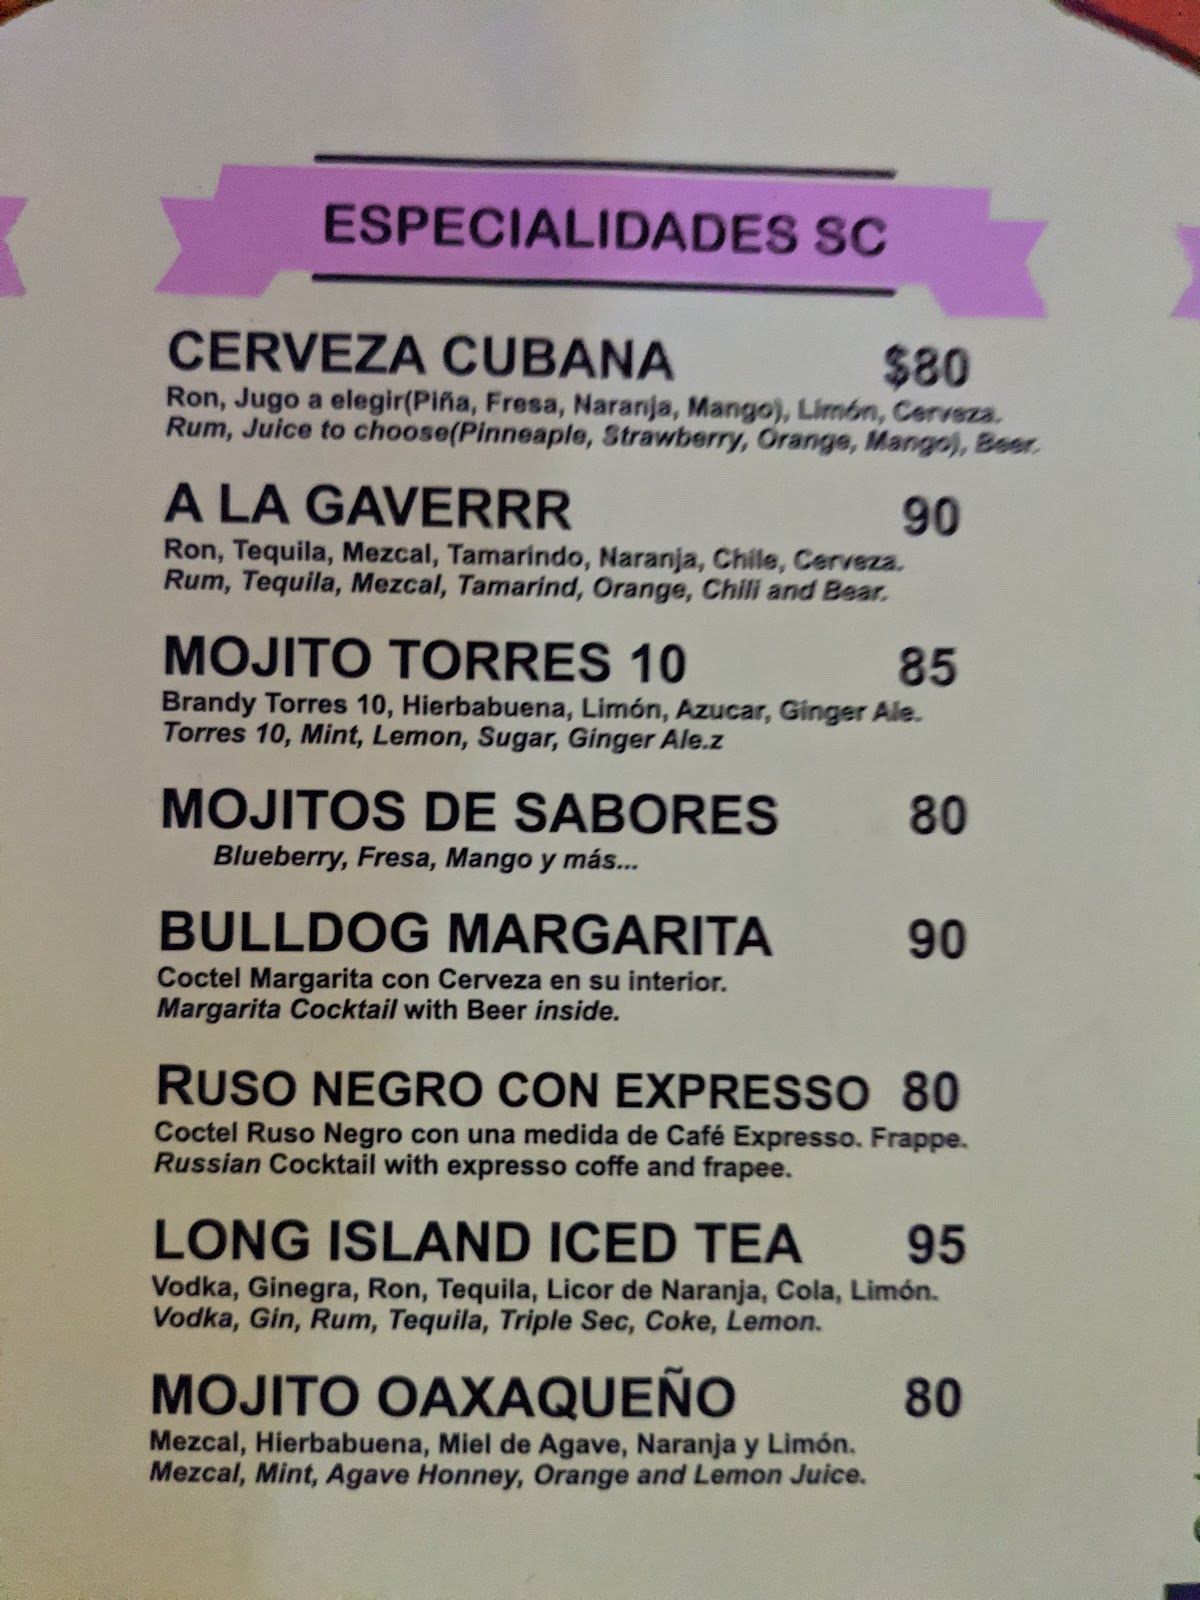 ESPECIALIDADES SC
CERVEZA CUBANA $80
Ron, Jugo a elegir(Piña, Fresa, Naranja, Mango), Limón, Cerveza.
Rum, Juice to choose(Pinneaple, Strawberry, Orange, Mango), Beer.
A LA GAVERRR 90
Ron, Tequila, Mezcal, Tamarindo, Naranja, Chile, Cerveza.
Rum, Tequila, Mezcal, Tamarind, Orange, Chili and Bear.
MOJITO TORRES 10 85
Brandy Torres 10, Hierbabuena, Limón, Azucar, Ginger Ale.
Torres 10, Mint, Lemon, Sugar, Ginger Ale.z
MOJITOS DE SABORES 80
Blueberry, Fresa, Mango y más...
BULLDOG MARGARITA 90
Coctel Margarita con Cerveza en su interior.
Margarita Cocktail with Beer inside.
RUSO NEGRO CON EXPRESSO 80
Coctel Ruso Negro con una medida de Café Expresso. Frappe.
Russian Cocktail with expresso coffe and frapee.
LONG ISLAND ICED TEA 95
Vodka, Ginegra, Ron, Tequila, Licor de Naranja, Cola, Limón.
Vodka, Gin, Rum, Tequila, Triple Sec, Coke, Lemon.
MOJITO OAXAQUEÑO 80
Mezcal, Hierbabuena, Miel de Agave, Naranja y Limón.
Mezcal, Mint, Agave Honney, Orange and Lemon Juice.